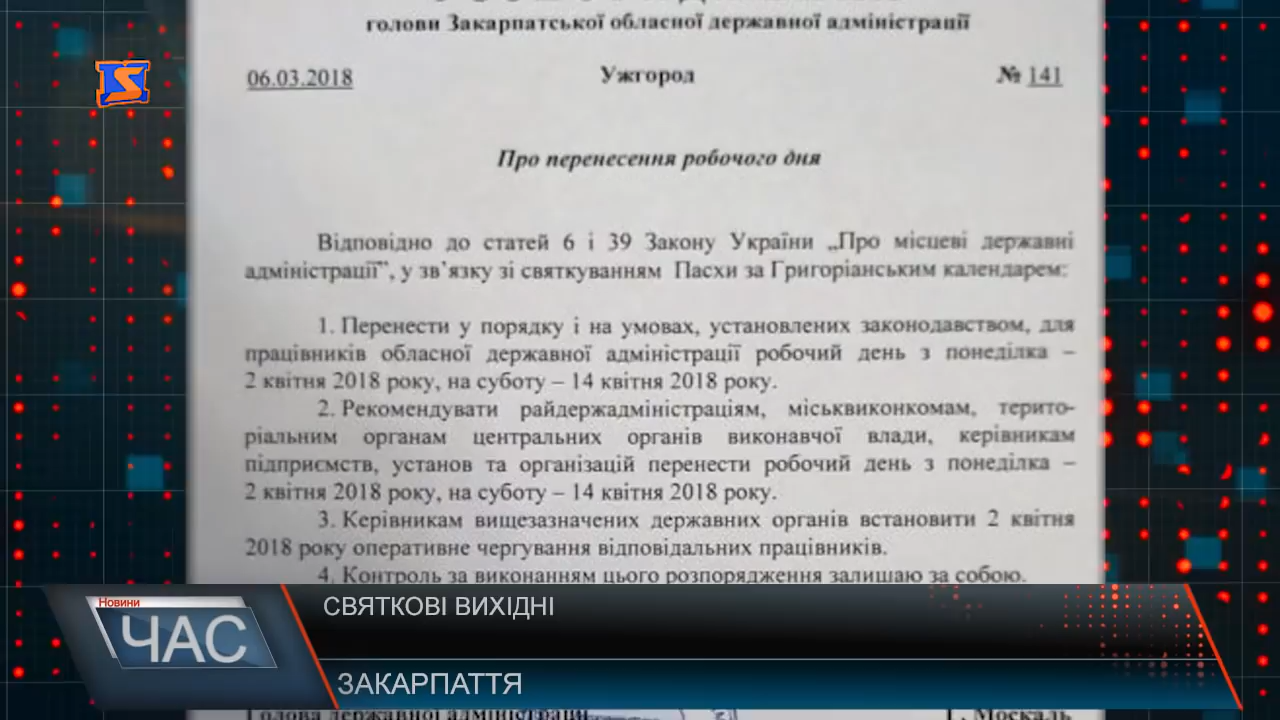 голови Закарпатської обласної державної адміністрації
06.03.2018 Ужгород № 141
Про перенесення робочого дня
Відповідно до статей 6 і 39 Закону України „Про місцеві державні
адміністрації”, у зв’язку зі святкуванням Пасхи за Григоріанським календарем:
1. Перенести у порядку і на умовах, установлених законодавством, для
працівників обласної державної адміністрації робочий день з понеділка –
2 квітня 2018 року, на суботу – 14 квітня 2018 року.
2. Рекомендувати райдержадміністраціям, міськвиконкомам, терито-
ріальним органам центральних органів виконавчої влади, керівникам
підприємств, установ та організацій перенести робочий день з понеділка –
2 квітня 2018 року, на суботу – 14 квітня 2018 року.
3. Керівникам вищезазначених державних органів встановити 2 квітня
2018 року оперативне чергування відповідальних працівників.
4. Контроль за виконанням цього розпорядження залишаю за собою.
Новини
ЧАС
СВЯТКОВІ ВИХІДНІ
ЗАКАРПАТТЯ
Голова державної адміністрації Г. Москаль